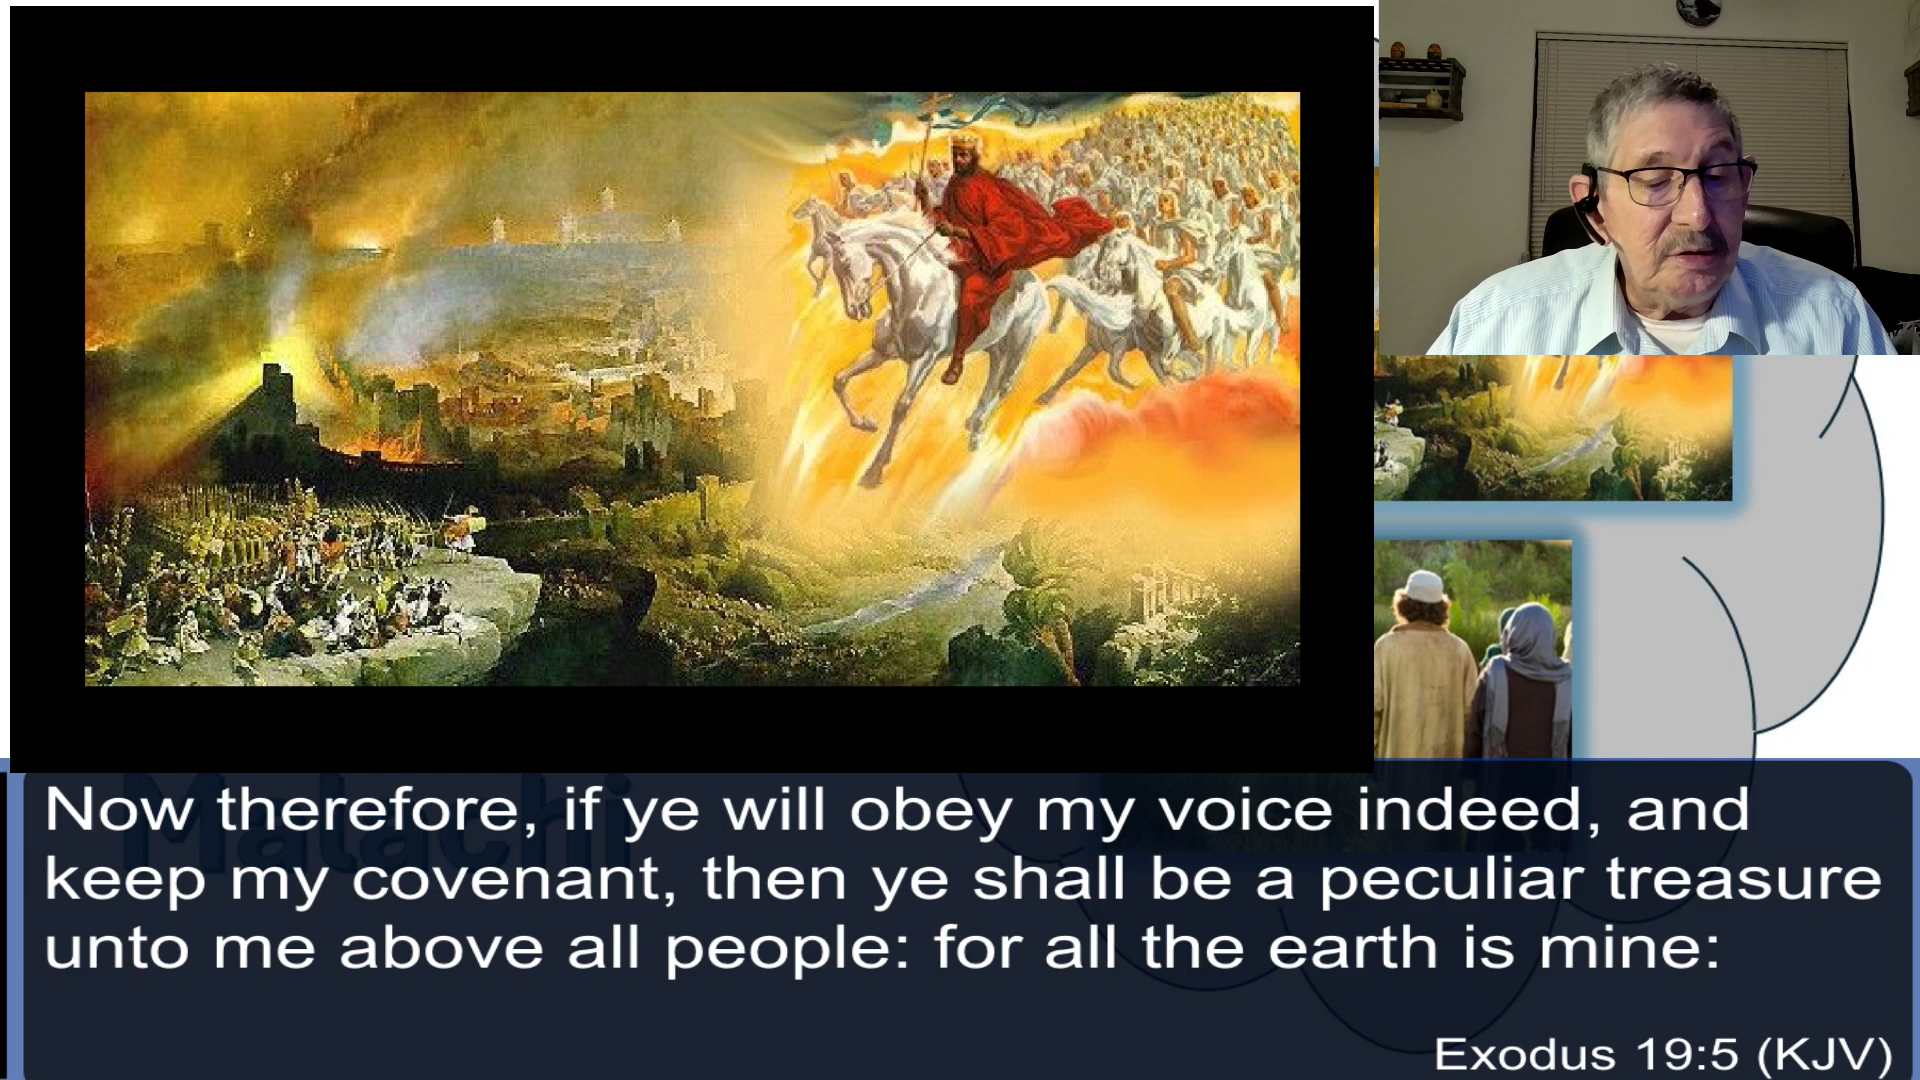 Malachi
Now therefore, if ye will obey my voice indeed, and
keep my covenant, then ye shall be a peculiar treasure
unto me above all people: for all the earth is mine:
Exodus 19:5 (KJV)